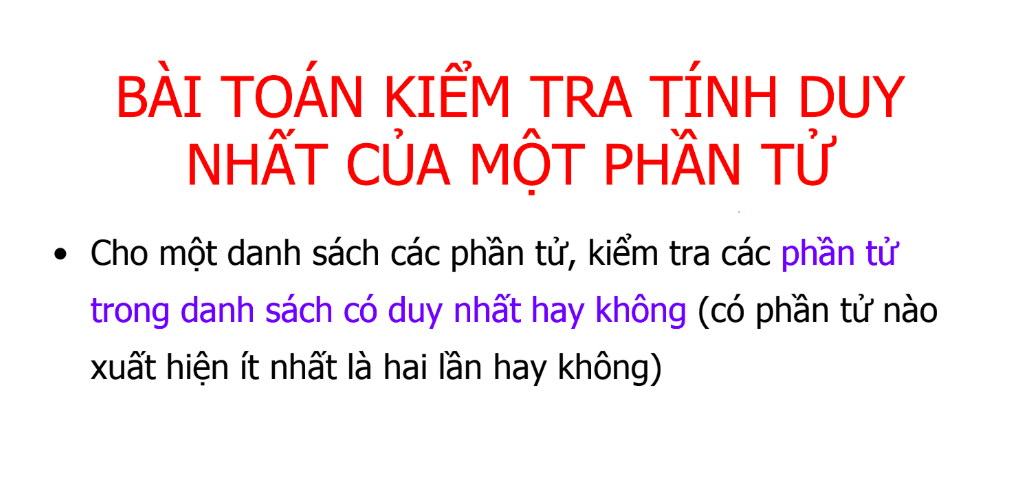 BÀI TOÁN KIỂM TRA TÍNH DUY
NHẤT CỦA MỘT PHẦN TỬ
• Cho một danh sách các phần tử, kiểm tra các phần tử
trong danh sách có duy nhất hay không (có phần tử nào
xuất hiện ít nhất là hai lần hay không)